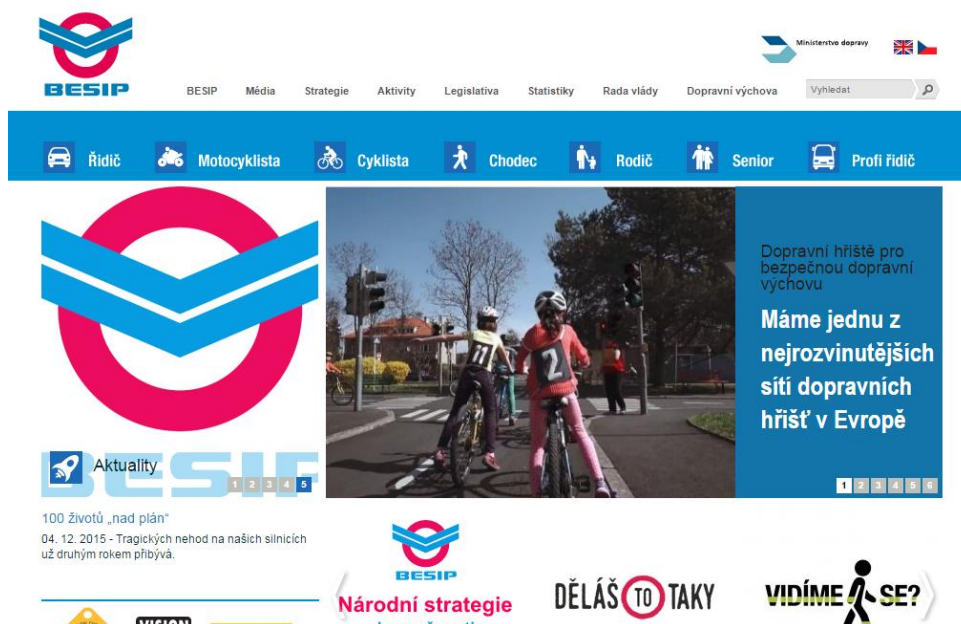 Ministerstvo dopravy
BESIP
BESIP Média Strategie Aktivity Legislativa Statistiky Rada vlády Dopravní výchova Vyhledat
Řidič Motocyklista Cyklista Chodec Rodič Senior Profi řidič
Dopravní hřiště pro
bezpečnou dopravní
výchovu
Máme jednu z
nejrozvinutějších
sítí dopravních
hřišť v Evropě
11
2
BESIP
Aktuality
1 2 3 4 5
1 2 3 4 5 6
100 životů „nad plán“
04. 12. 2015 - Tragických nehod na našich silnicích
už druhým rokem přibývá.
BESIP
Národní strategie
DĚLÁŠ TO TAKY
VIDÍME SE?
VISION